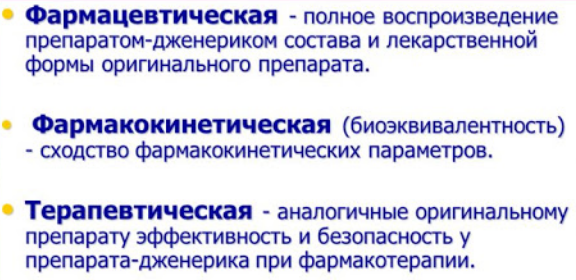 • Фармацевтическая - полное воспроизведение
препаратом-дженериком состава и лекарственной
формы оригинального препарата.
• Фармакокинетическая (биоэквивалентность)
- сходство фармакокинетических параметров.
• Терапевтическая - аналогичные оригинальному
препарату эффективность и безопасность у
препарата-дженерика при фармакотерапии.